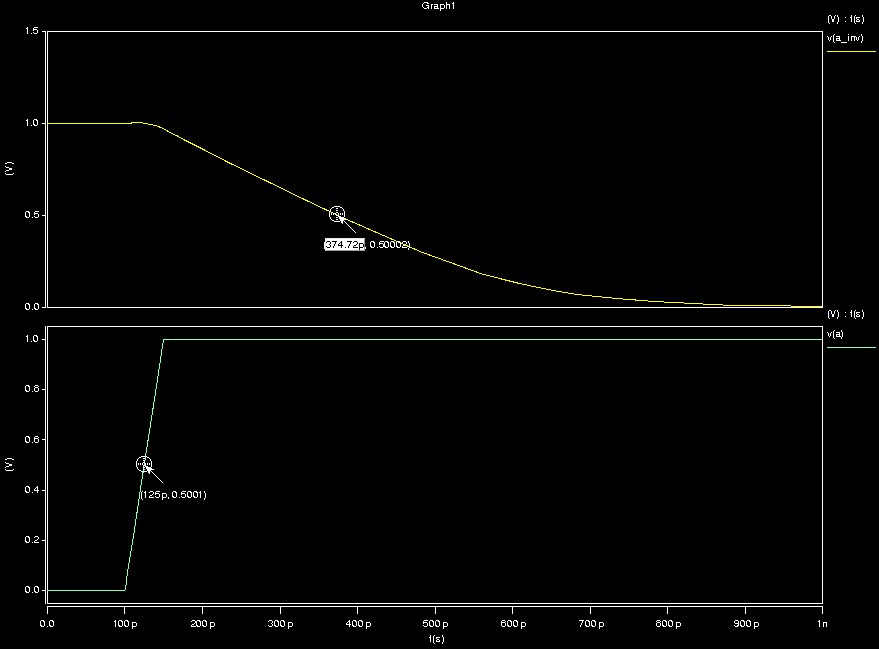 Graph1
(V) : t(s)
v(a_inv)
1.5
1.0
(V)
0.5
(374.72p, 0.50002)
0.0
(V) : t(s)
v(a)
1.0
0.8
0.6
(V)
0.4
(125p, 0.5001)
0.2
0.0
0.0 100p 200p 300p 400p 500p 600p 700p 800p 900p 1n
t(s)